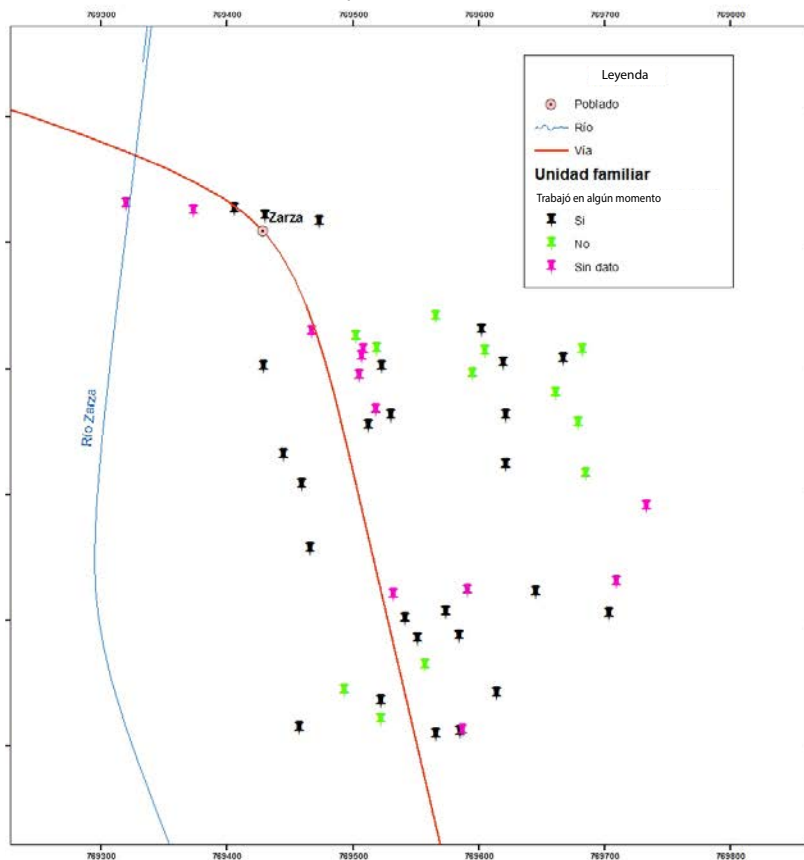 769300 769400 769500 769600 769700 769800
Leyenda
Poblado
Río
Vía
Unidad familiar
Trabajó en algún momento
Si
No
Sin dato
Zarza
Río Zarza
769300 769400 769500 769600 769700 769800